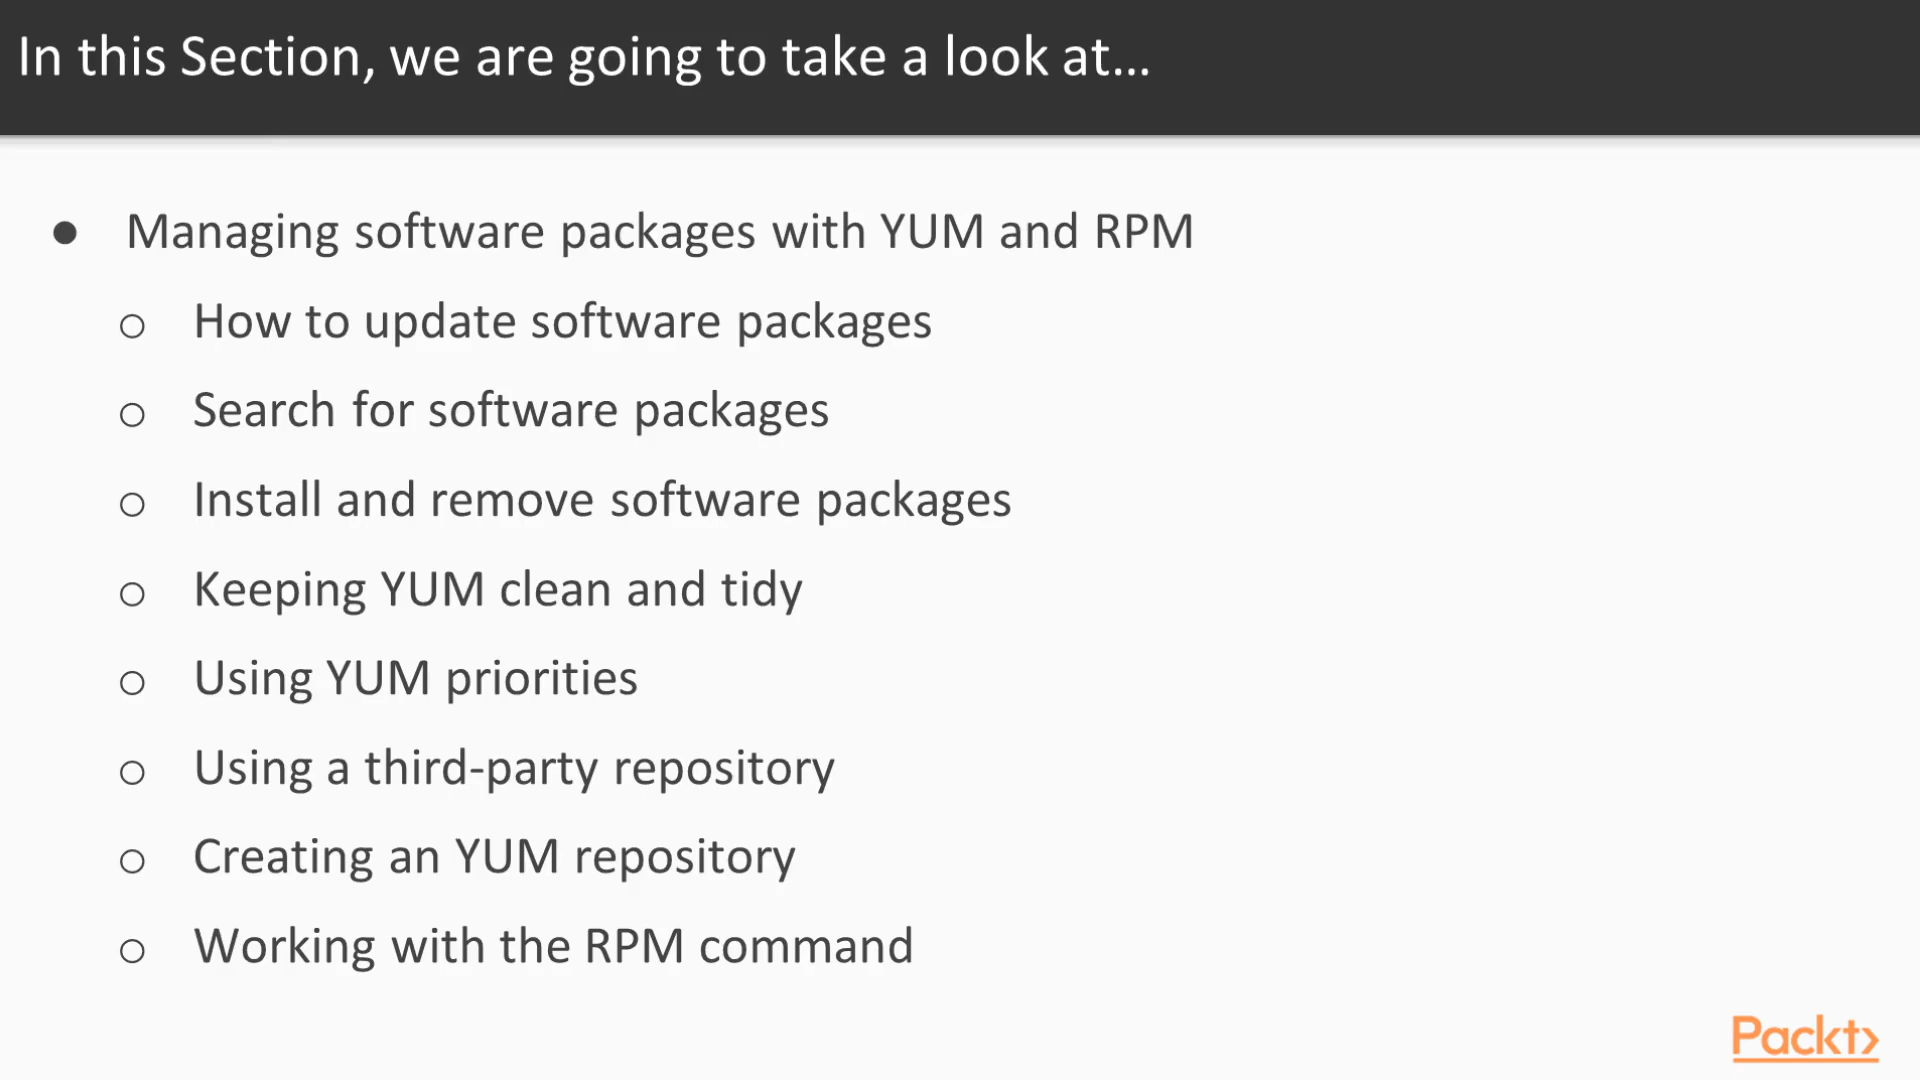 In this Section, we are going to take a look at...
● Managing software packages with YUM and RPM
○ How to update software packages
○ Search for software packages
○ Install and remove software packages
○ Keeping YUM clean and tidy
○ Using YUM priorities
○ Using a third-party repository
○ Creating an YUM repository
○ Working with the RPM command
Packt>